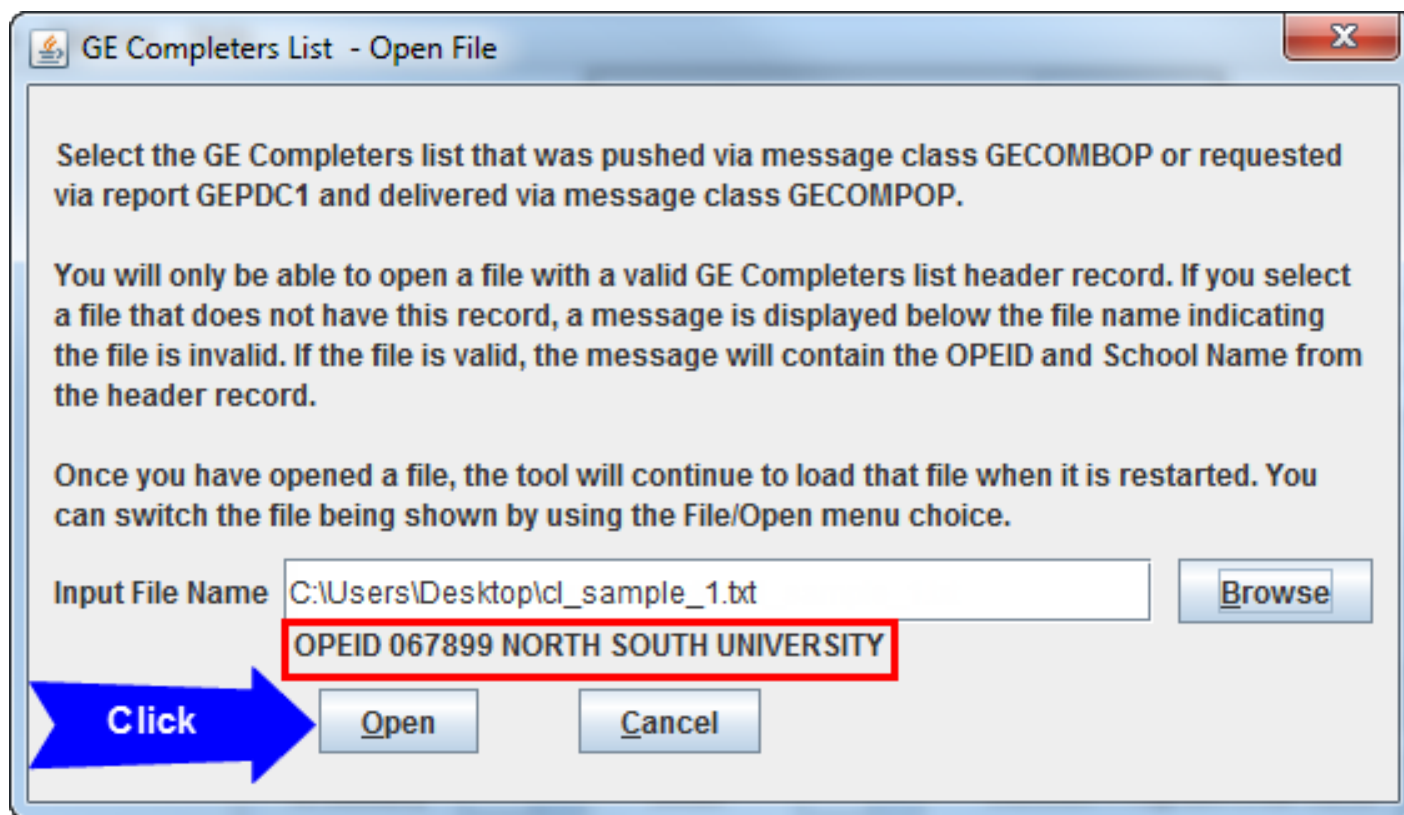 GE Completers List - Open File
x
Select the GE Completers list that was pushed via message class GECOMBOP or requested
via report GEPDC1 and delivered via message class GECOMPOP.
You will only be able to open a file with a valid GE Completers list header record. If you select
a file that does not have this record, a message is displayed below the file name indicating
the file is invalid. If the file is valid, the message will contain the OPEID and School Name from
the header record.
Once you have opened a file, the tool will continue to load that file when it is restarted. You
can switch the file being shown by using the File/Open menu choice.
Input File Name C:\Users\Desktop\cl_sample_1.txt Browse
OPEID 067899 NORTH SOUTH UNIVERSITY
Click Open Cancel